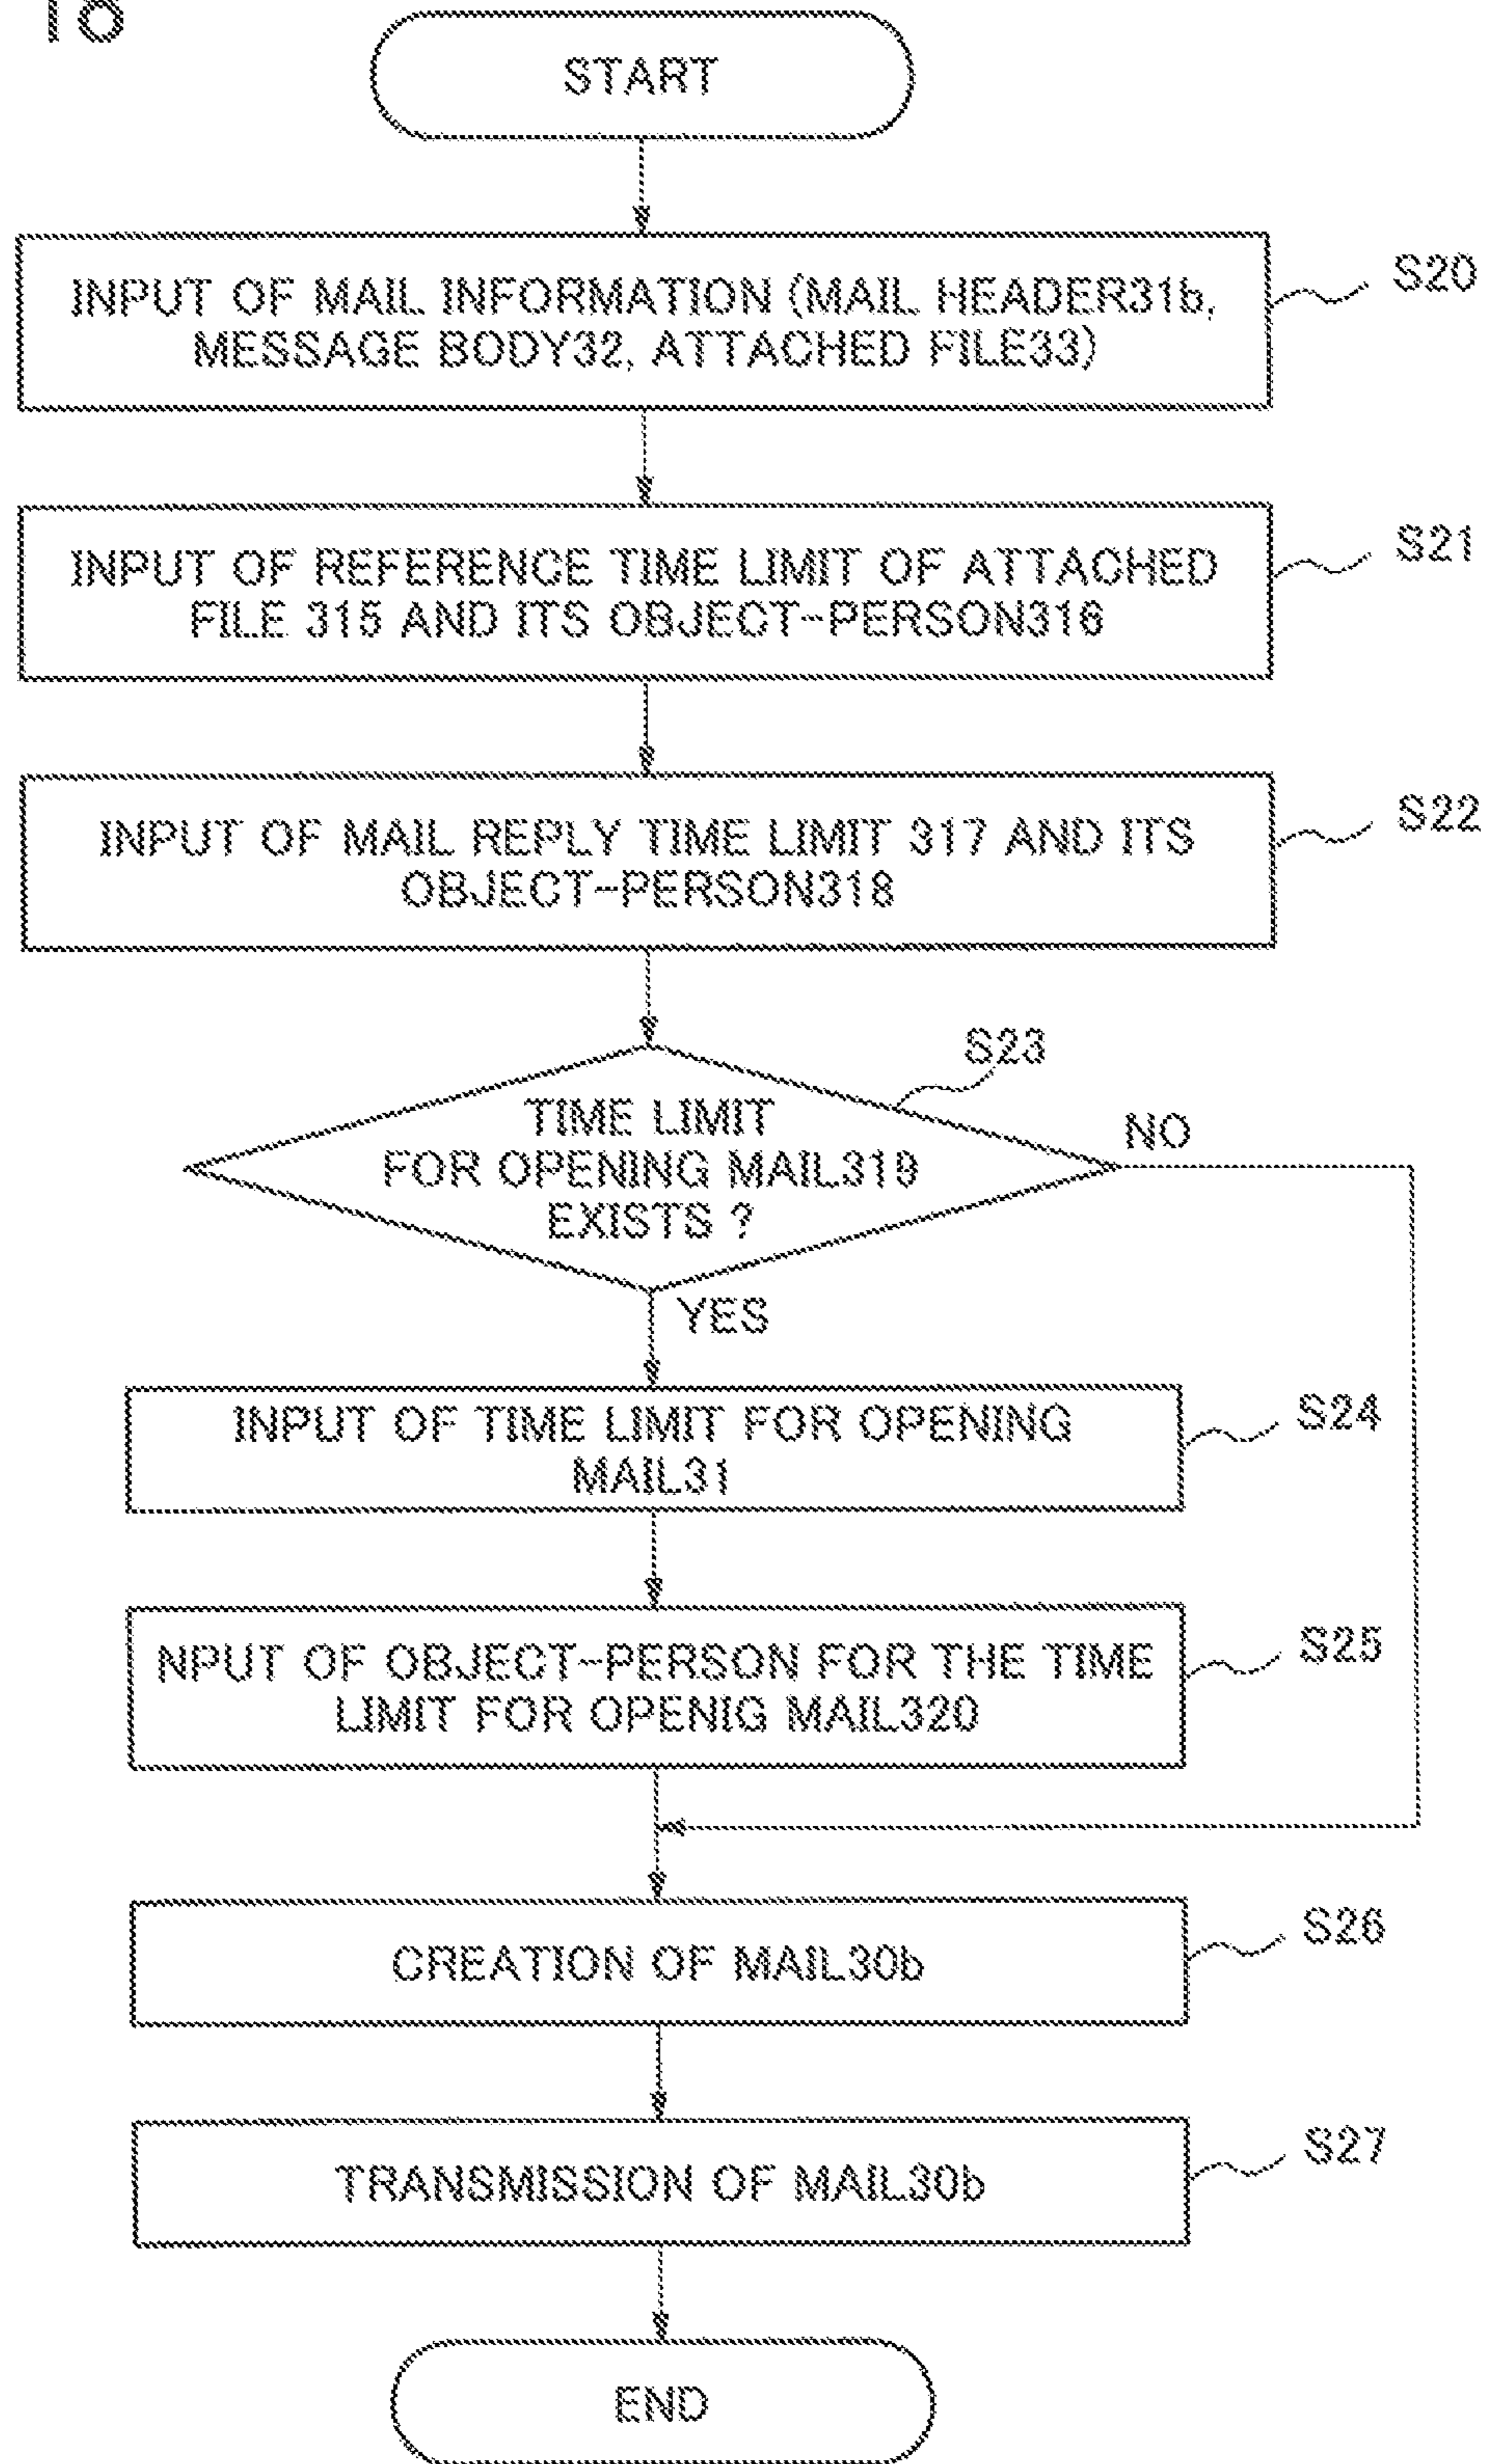 18
START
INPUT OF MAIL INFORMATION (MAIL HEADER31b,
MESSAGE BODY32, ATTACHED FILE33)
S20
INPUT OF REFERENCE TIME LIMIT OF ATTACHED
FILE 315 AND ITS OBJECT-PERSON316
S21
INPUT OF MAIL REPLY TIME LIMIT 317 AND ITS
OBJECT-PERSON318
S22
S23
TIME LIMIT
FOR OPENING MAIL319
EXISTS ?
NO
YES
INPUT OF TIME LIMIT FOR OPENING
MAIL31
S24
NPUT OF OBJECT-PERSON FOR THE TIME
LIMIT FOR OPENIG MAIL320
S25
CREATION OF MAIL30b
S26
TRANSMISSION OF MAIL30b
S27
END